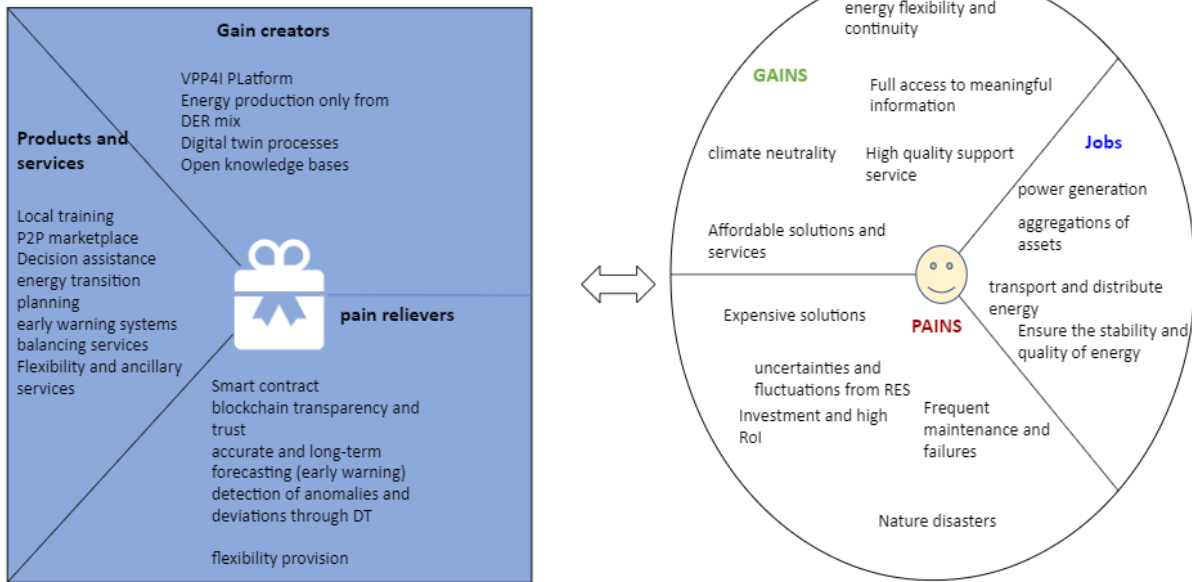 Gain creators
VPP4I PLatform
Energy production only from
DER mix
Digital twin processes
Open knowledge bases
Products and
services
Local training
P2P marketplace
Decision assistance
energy transition
planning
early warning systems
balancing services
Flexibility and ancillary
services
pain relievers
Smart contract
blockchain transparency and
trust
accurate and long-term
forecasting (early warning)
detection of anomalies and
deviations through DT
flexibility provision
energy flexibility and
continuity
GAINS
Full access to meaningful
information
climate neutrality
High quality support
service
Affordable solutions and
services
Jobs
power generation
aggregations of
assets
transport and distribute
energy
Ensure the stability and
quality of energy
PAINS
Expensive solutions
uncertainties and
fluctuations from RES
Investment and high
RoI
Frequent
maintenance and
failures
Nature disasters